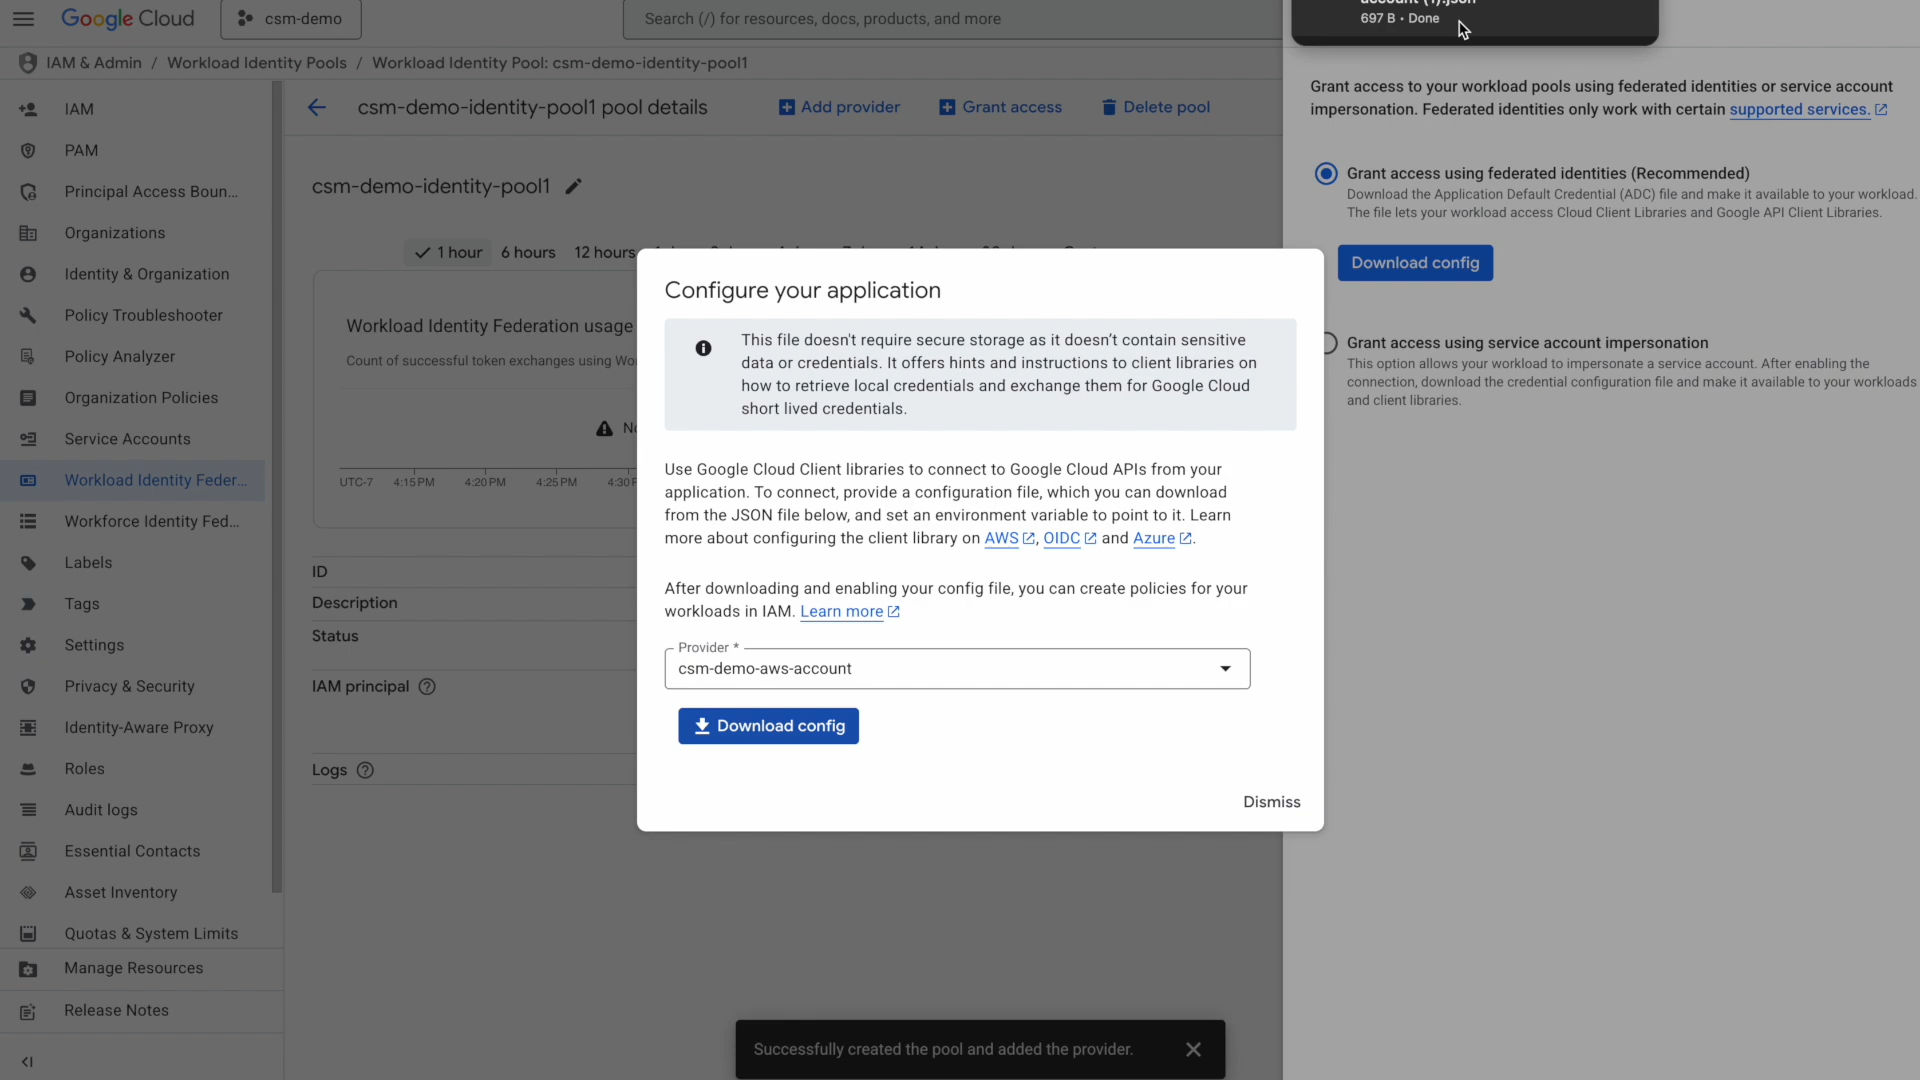 Google Cloud
csm-demo
Search (/) for resources, docs, products, and more
697 B • Done
IAM & Admin / Workload Identity Pools / Workload Identity Pool: csm-demo-identity-pool1
IAM
PAM
Principal Access Boun...
Organizations
Identity & Organization
Policy Troubleshooter
Policy Analyzer
Organization Policies
Service Accounts
Workload Identity Feder...
Workforce Identity Fed...
Labels
Tags
Settings
Privacy & Security
Identity-Aware Proxy
Roles
Audit logs
Essential Contacts
Asset Inventory
Quotas & System Limits
Manage Resources
Release Notes
csm-demo-identity-pool1 pool details
Add provider
Grant access
Delete pool
csm-demo-identity-pool1
1 hour
6 hours
12 hours
Workload Identity Federation usage
Count of successful token exchanges using
UTC-7
4:15 PM
4:20 PM
4:25 PM
ID
Description
Status
IAM principal
Logs
Configure your application
This file doesn't require secure storage as it doesn't contain sensitive
data or credentials. It offers hints and instructions to client libraries on
how to retrieve local credentials and exchange them for Google Cloud
short lived credentials.
Use Google Cloud Client libraries to connect to Google Cloud APIs from your
application. To connect, provide a configuration file, which you can download
from the JSON file below, and set an environment variable to point to it. Learn
more about configuring the client library on AWS, OIDC and Azure.
After downloading and enabling your config file, you can create policies for your
workloads in IAM. Learn more
Provider *
csm-demo-aws-account
Download config
Dismiss
Successfully created the pool and added the provider.
Grant access to your workload pools using federated identities or service account
impersonation. Federated identities only work with certain supported services.
Grant access using federated identities (Recommended)
Download the Application Default Credential (ADC) file and make it available to your workload.
The file lets your workload access Cloud Client Libraries and Google API Client Libraries.
Download config
Grant access using service account impersonation
This option allows your workload to impersonate a service account. After enabling the
connection, download the credential configuration file and make it available to your workloads
and client libraries.